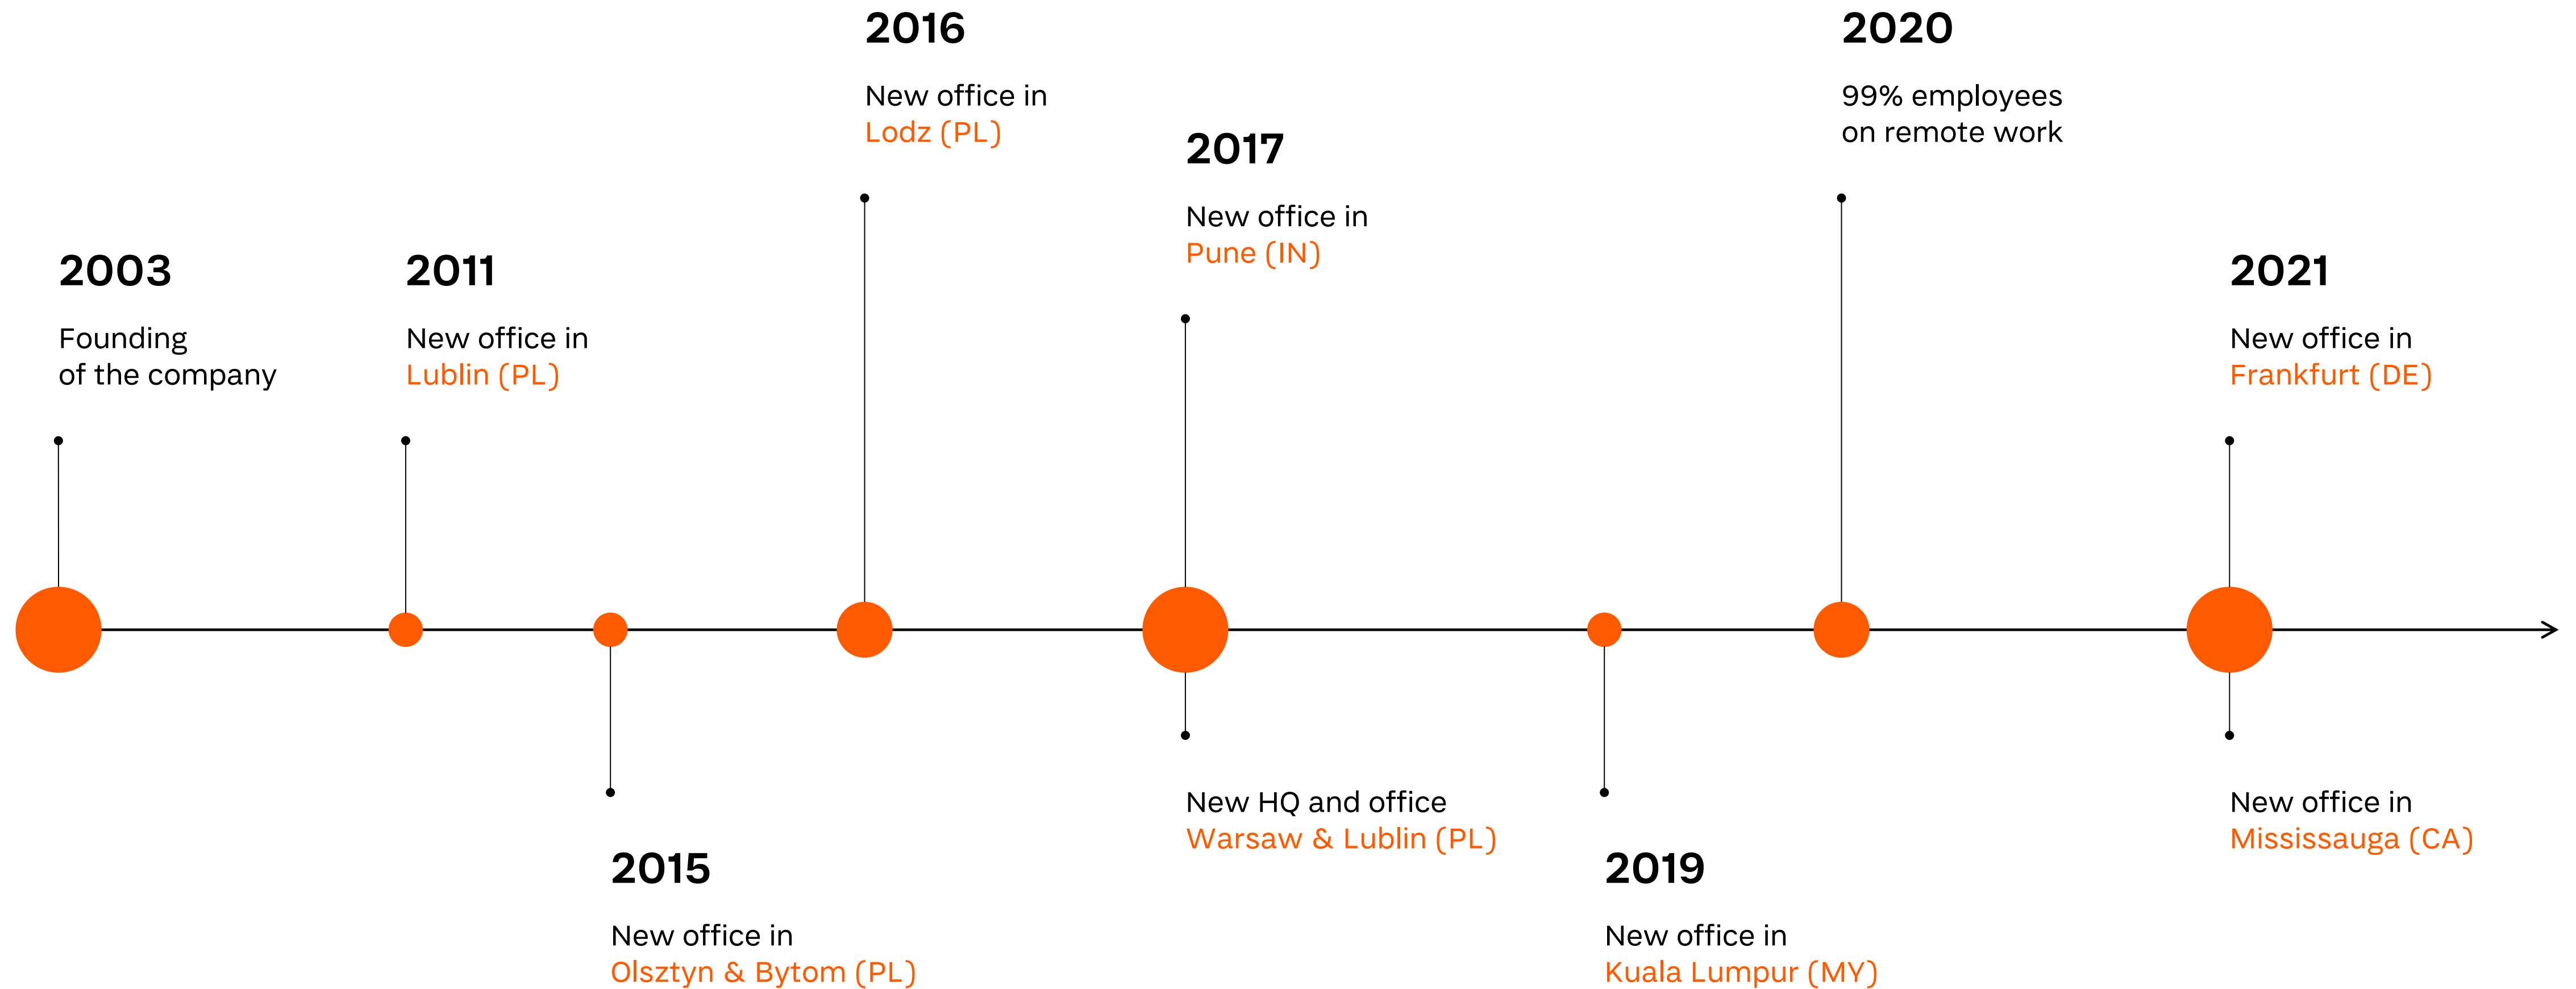 2003
Founding
of the company
2011
New office in
Lublin (PL)
2015
New office in
Olsztyn & Bytom (PL)
2016
New office in
Lodz (PL)
2017
New office in
Pune (IN)
New HQ and office
Warsaw & Lublin (PL)
2019
New office in
Kuala Lumpur (MY)
2020
99% employees
on remote work
2021
New office in
Frankfurt (DE)
New office in
Mississauga (CA)